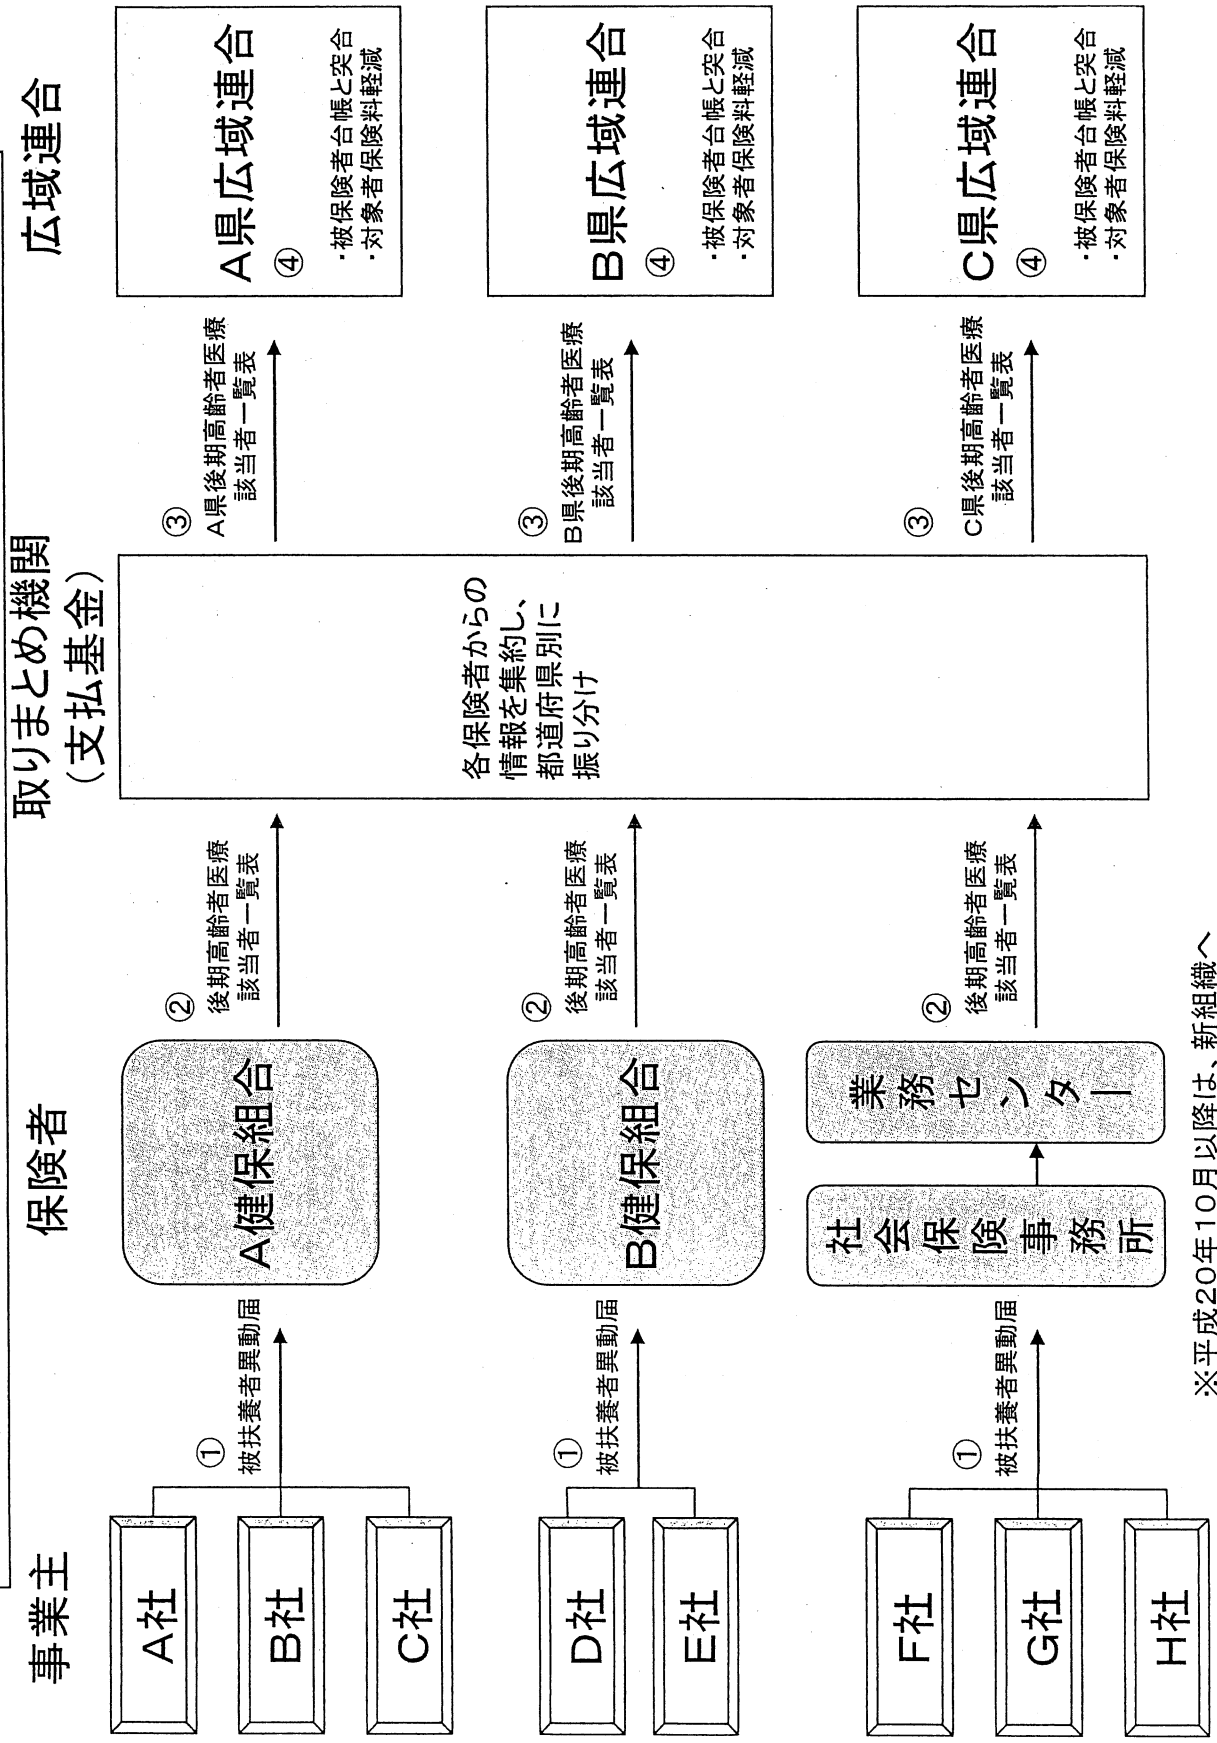 事業主
保険者
取りまとめ機関
（支払基金）
広域連合
A社
B社
C社
①
被扶養者異動届
A健保組合
②
後期高齢者医療
該当者一覧表
③
A県後期高齢者医療
該当者一覧表
A県広域連合
④
・被保険者台帳と突合
・対象者保険料軽減
D社
E社
①
被扶養者異動届
B健保組合
②
後期高齢者医療
該当者一覧表
各保険者からの
情報を集約し、
都道府県別に
振り分け
③
B県後期高齢者医療
該当者一覧表
B県広域連合
④
・被保険者台帳と突合
・対象者保険料軽減
F社
G社
H社
①
被扶養者異動届
社会保険事務所
業務センター
②
後期高齢者医療
該当者一覧表
③
C県後期高齢者医療
該当者一覧表
C県広域連合
④
・被保険者台帳と突合
・対象者保険料軽減
※平成20年10月以降は、新組織へ